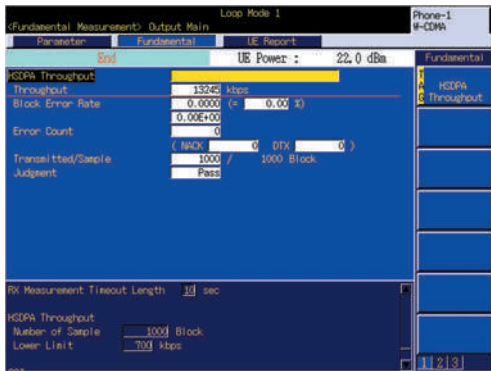 Loop Mode 1
Phone-1
<Fundamental Measurement> Output Main
W-CDMA
Parameter Fundamental UE Report
End UE Power : 22.0 dBm
Fundamental
HSDPA Throughput
Throughput 13245 kbps
Block Error Rate 0.0000 (= 0.00 %)
0.00E+00
Error Count 0
( NACK 0 DTX 0 )
Transmitted/Sample 1000 / 1000 Block
Judgment Pass
TAG
HSDPA
Throughput
RX Measurement Timeout Length 10 sec
HSDPA Throughput
Number of Sample 1000 Block
Lower Limit 700 kbps
1 2 3